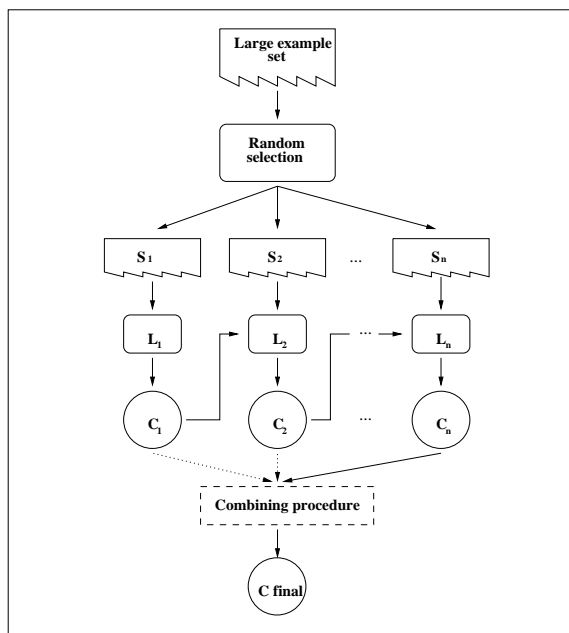 Large example
set
Random
selection
S1 S2 ... Sn
L1 L2 ... Ln
C1 C2 ... Cn
Combining procedure
C final